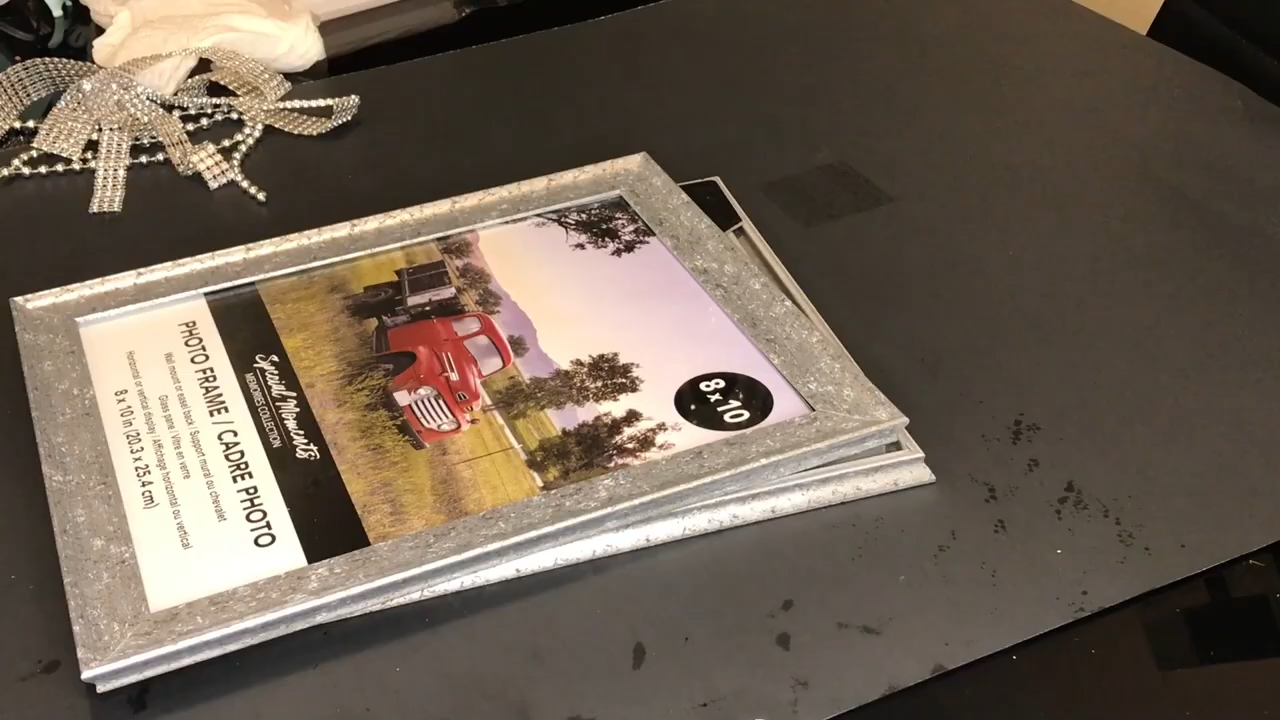 8x10
Special Moments
MEMORIES COLLECTION
PHOTO FRAME / CADRE PHOTO
Wall mount or easel back / Support mural ou chevalet
Glass pane / Vitre en verre
Horizontal or vertical display / Affichage horizontal ou vertical
8 x 10 in (20,3 x 25,4 cm)